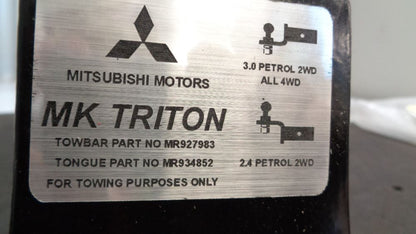 MITSUBISHI MOTORS
3.0 PETROL 2WD
ALL 4WD
MK TRITON
TOWBAR PART NO MR927983
TONGUE PART NO MR934852
2.4 PETROL 2WD
FOR TOWING PURPOSES ONLY